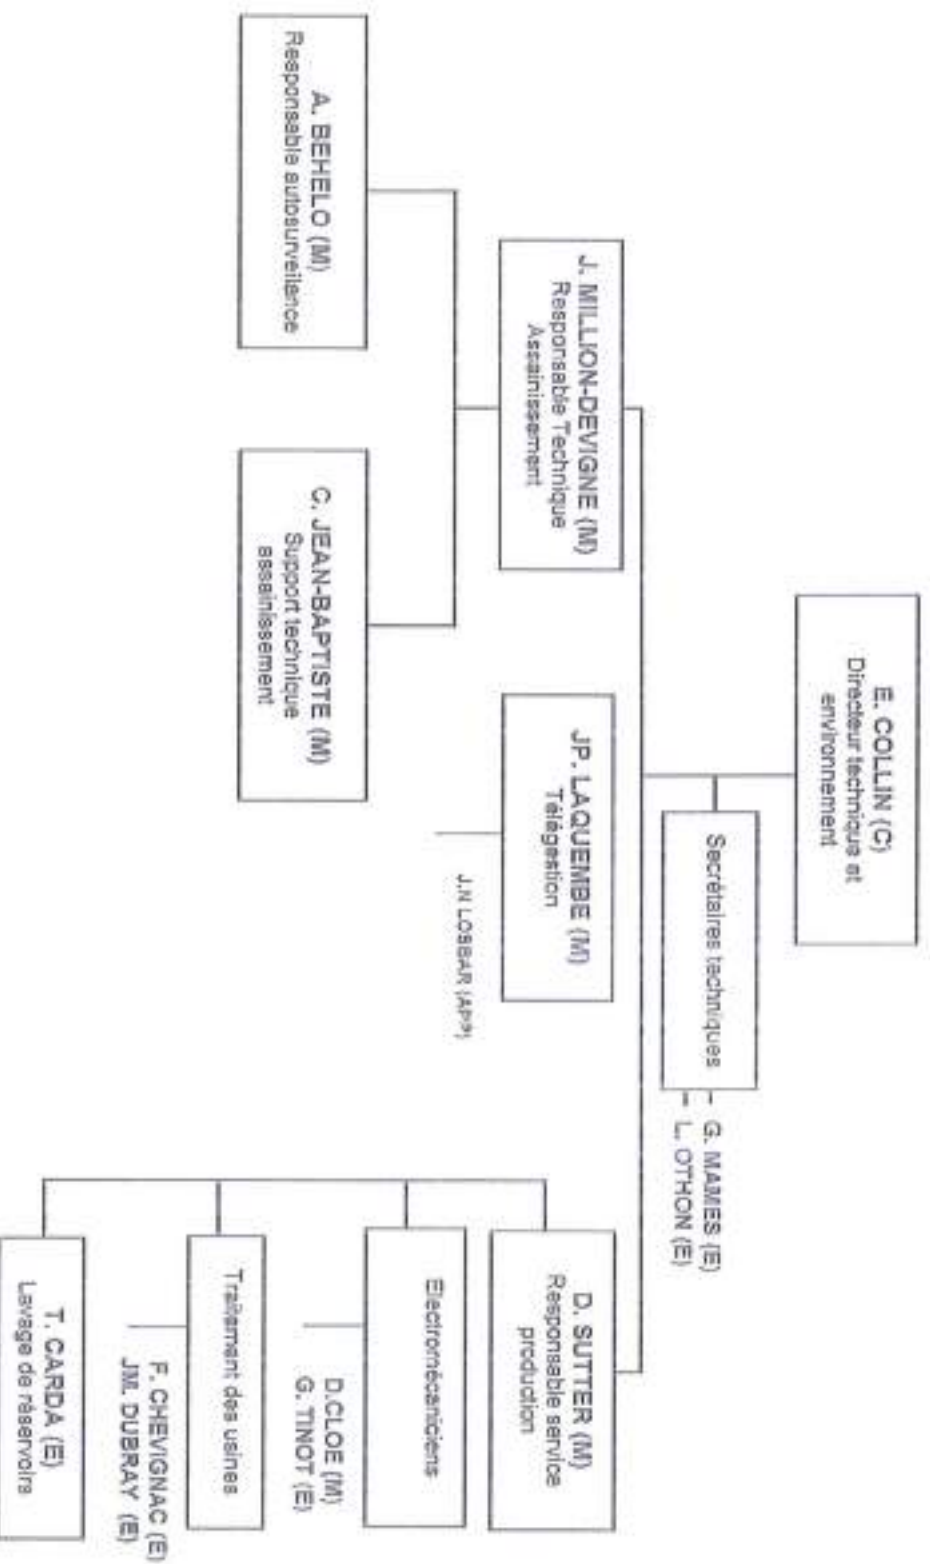 E. COLLIN (C)
Directeur technique et
environnement
Secrétaires techniques
G. MAMES (E)
L. OTHON (E)
J. MILLION-DEVIGNE (M)
Responsable Technique
Assainissement
JP. LAQUEMBE (M)
Télégestion
J.N LOSBAR (APP)
D. SUTTER (M)
Responsable service
production
A. BEHELO (M)
Responsable autosurveilance
C. JEAN-BAPTISTE (M)
Support technique
assainissement
Electromécaniciens
D.CLOE (M)
G. TINOT (E)
Traitement des usines
F. CHEVIGNAC (E)
JM. DUBRAY (E)
T. CARDA (E)
Lavage de réservoirs